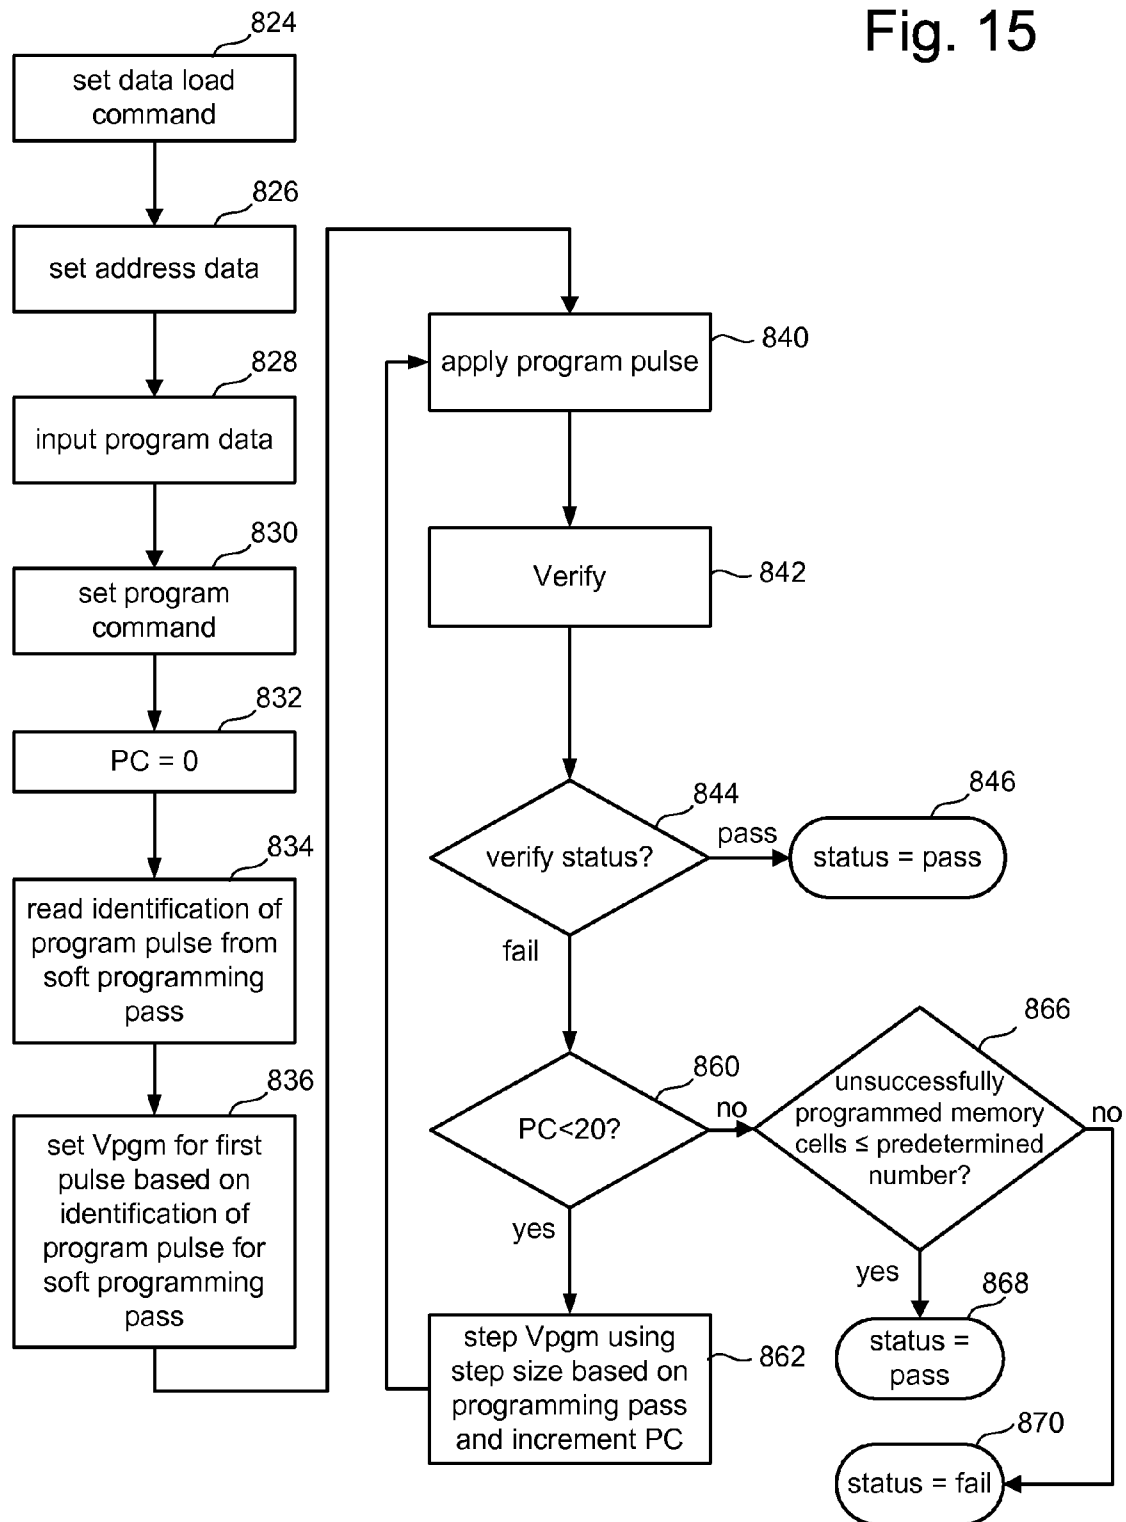 Fig. 15
824
set data load
command
826
set address data
828
input program data
830
set program
command
832
PC = 0
834
read identification of
program pulse from
soft programming
pass
836
set Vpgm for first
pulse based on
identification of
program pulse for
soft programming
pass
apply program pulse
840
Verify
842
verify status?
844
pass
846
status = pass
fail
PC<20?
860
no
866
unsuccessfully
programmed memory
cells ≤ predetermined
number?
no
yes
step Vpgm using
step size based on
programming pass
and increment PC
862
yes
868
status =
pass
870
status = fail